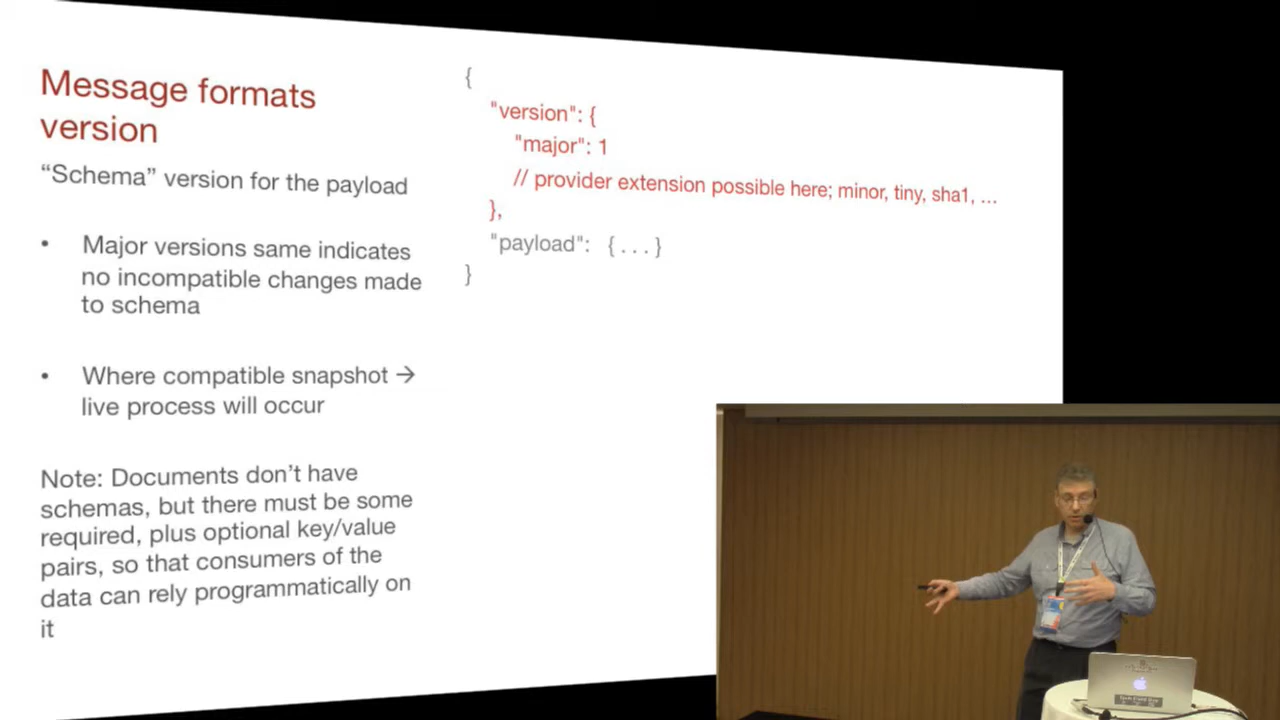 Message formats
version
“Schema” version for the payload
• Major versions same indicates
no incompatible changes made
to schema
• Where compatible snapshot →
live process will occur
Note: Documents don’t have
schemas, but there must be some
required, plus optional key/value
pairs, so that consumers of the
data can rely programmatically on
it
{
"version": {
"major": 1
// provider extension possible here; minor, tiny, sha1, ...
},
"payload": { . . . }
}